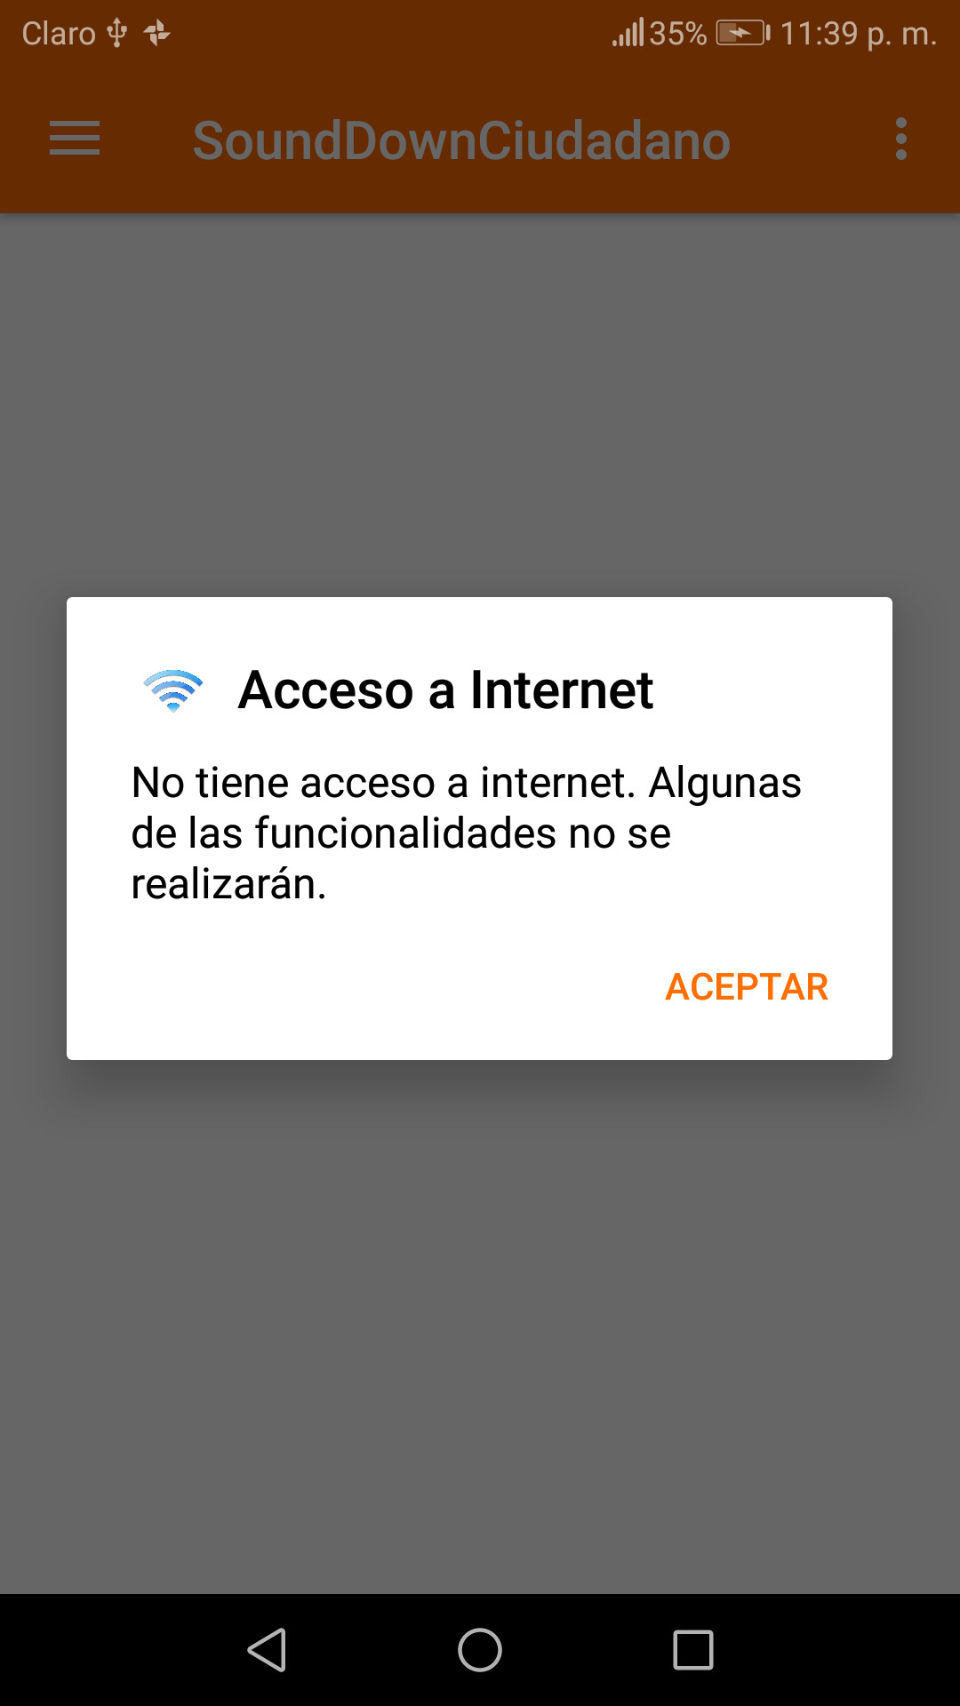 Claro 35% 11:39 p. m.
SoundDownCiudadano
Acceso a Internet
No tiene acceso a internet. Algunas
de las funcionalidades no se
realizarán.
ACEPTAR